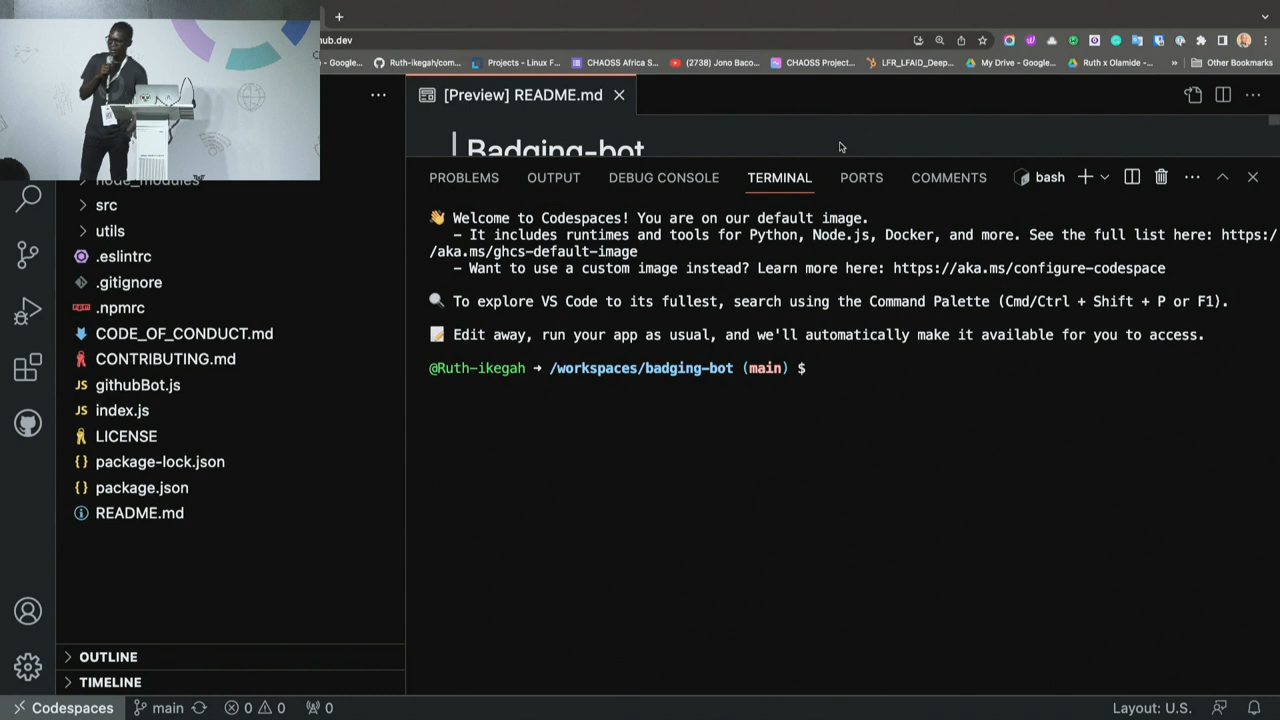 hub.dev
- Google...
Ruth-ikegah/com...
Projects - Linux F...
CHAOSS Africa S...
(2738) Jono Baco...
CHAOSS Project...
LFR_LFAID_Deep...
My Drive - Google...
Ruth x Olamide -...
»
Other Bookmarks
[Preview] README.md
Badging-bot
PROBLEMS OUTPUT DEBUG CONSOLE TERMINAL PORTS COMMENTS bash
👋 Welcome to Codespaces! You are on our default image.
- It includes runtimes and tools for Python, Node.js, Docker, and more. See the full list here: https:/
/aka.ms/ghcs-default-image
- Want to use a custom image instead? Learn more here: https://aka.ms/configure-codespace
🔍 To explore VS Code to its fullest, search using the Command Palette (Cmd/Ctrl + Shift + P or F1).
📝 Edit away, run your app as usual, and we'll automatically make it available for you to access.
@Ruth-ikegah → /workspaces/badging-bot (main) $
node_modules
src
utils
.eslintrc
.gitignore
.npmrc
CODE_OF_CONDUCT.md
CONTRIBUTING.md
JS githubBot.js
JS index.js
LICENSE
{} package-lock.json
{} package.json
README.md
OUTLINE
TIMELINE
Codespaces main 0 0 0 Layout: U.S.